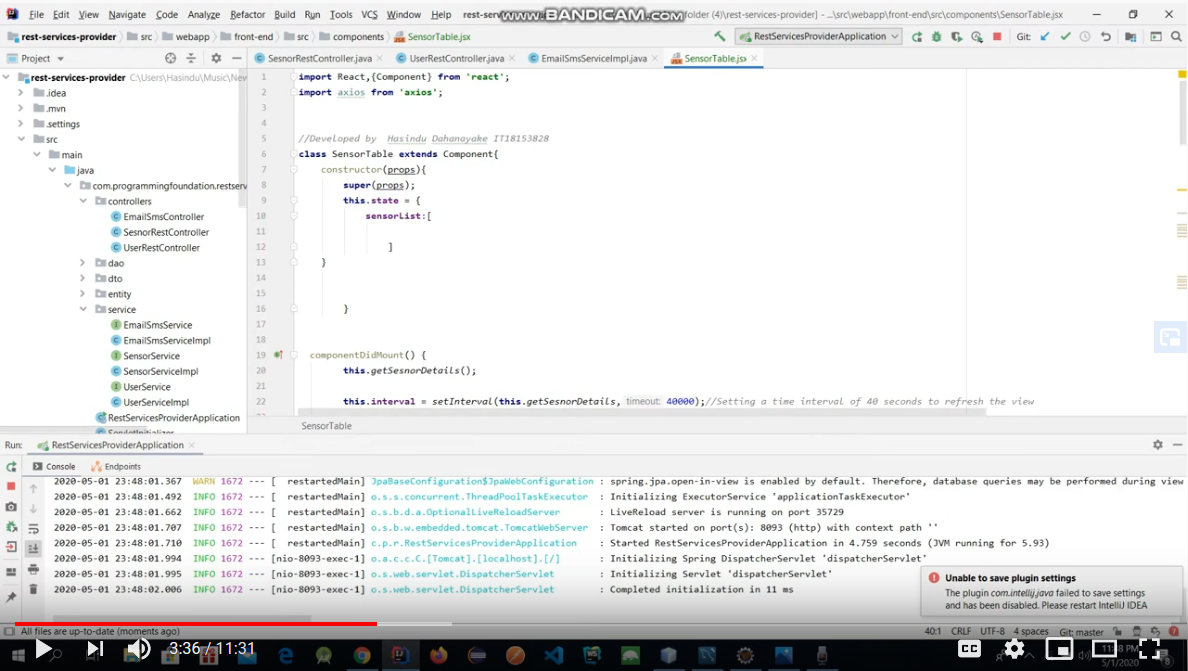 File Edit View Navigate Code Analyze Refactor Build Run Tools VCS Window Help rest-serv www.BANDICAM.com folder (4)\rest-services-provider] - ...\src\webapp\front-end\src\components\SensorTable.jsx
rest-services-provider src webapp front-end src components SensorTable.jsx RestServicesProviderApplication Git:
Project SesnorRestController.java UserRestController.java EmailSmsServiceImpl.java SensorTable.jsx
rest-services-provider C:\Users\Hasindu\Music\New
.idea
.mvn
.settings
src
main
java
com.programmingfoundation.restserv
controllers
EmailSmsController
SesnorRestController
UserRestController
dao
dto
entity
service
EmailSmsService
EmailSmsServiceImpl
SensorService
SensorServiceImpl
UserService
UserServiceImpl
RestServicesProviderApplication
ServletInitializer
1 import React,{Component} from 'react';
2 import axios from 'axios';
3
4
5 //Developed by Hasindu Dahanayake IT18153828
6 class SensorTable extends Component{
7 constructor(props){
8 super(props);
9 this.state = {
10 sensorList:[
11
12 ]
13 }
14
15
16 }
17
18
19 componentDidMount() {
20 this.getSesnorDetails();
21
22 this.interval = setInterval(this.getSesnorDetails, timeout: 40000);//Setting a time interval of 40 seconds to refresh the view
SensorTable
Run: RestServicesProviderApplication
Console Endpoints
2020-05-01 23:48:01.367 WARN 1672 --- [ restartedMain] JpaBaseConfiguration$JpaWebConfiguration : spring.jpa.open-in-view is enabled by default. Therefore, database queries may be performed during view
2020-05-01 23:48:01.492 INFO 1672 --- [ restartedMain] o.s.s.concurrent.ThreadPoolTaskExecutor : Initializing ExecutorService 'applicationTaskExecutor'
2020-05-01 23:48:01.662 INFO 1672 --- [ restartedMain] o.s.b.d.a.OptionalLiveReloadServer : LiveReload server is running on port 35729
2020-05-01 23:48:01.707 INFO 1672 --- [ restartedMain] o.s.b.w.embedded.tomcat.TomcatWebServer : Tomcat started on port(s): 8093 (http) with context path ''
2020-05-01 23:48:01.710 INFO 1672 --- [ restartedMain] c.p.r.RestServicesProviderApplication : Started RestServicesProviderApplication in 4.759 seconds (JVM running for 5.93)
2020-05-01 23:48:01.994 INFO 1672 --- [nio-8093-exec-1] o.a.c.c.C.[Tomcat].[localhost].[/] : Initializing Spring DispatcherServlet 'dispatcherServlet'
2020-05-01 23:48:01.995 INFO 1672 --- [nio-8093-exec-1] o.s.web.servlet.DispatcherServlet : Initializing Servlet 'dispatcherServlet'
2020-05-01 23:48:02.006 INFO 1672 --- [nio-8093-exec-1] o.s.web.servlet.DispatcherServlet : Completed initialization in 11 ms
Unable to save plugin settings
The plugin com.intellij.java failed to save settings
and has been disabled. Please restart IntelliJ IDEA
All files are up-to-date (moments ago) 40:1 CRLF UTF-8 4 spaces Git: master
3:36 / 11:31 CC
5/1/2020